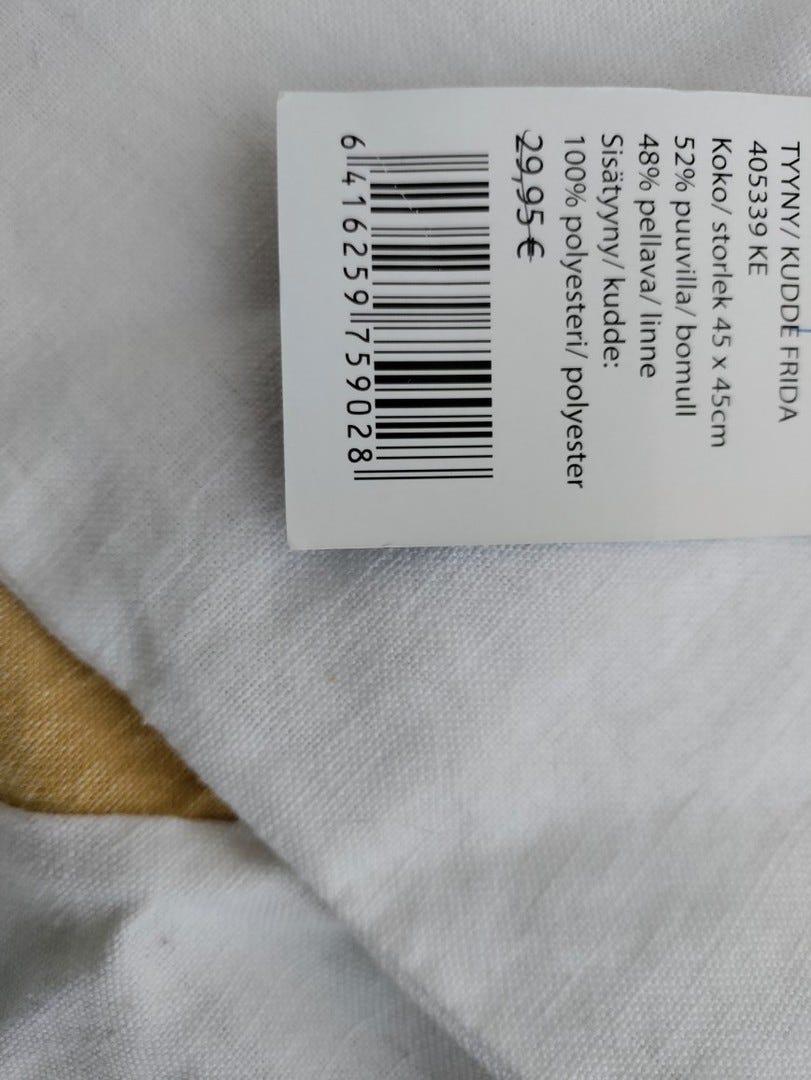 TYYNY/ KUDDE FRIDA
405339 KE
Koko/ storlek 45 x 45cm
52% puuvilla/ bomull
48% pellava/ linne
Sisätyyny/ kudde:
100% polyesteri/ polyester
29,95€
6 416259 759028